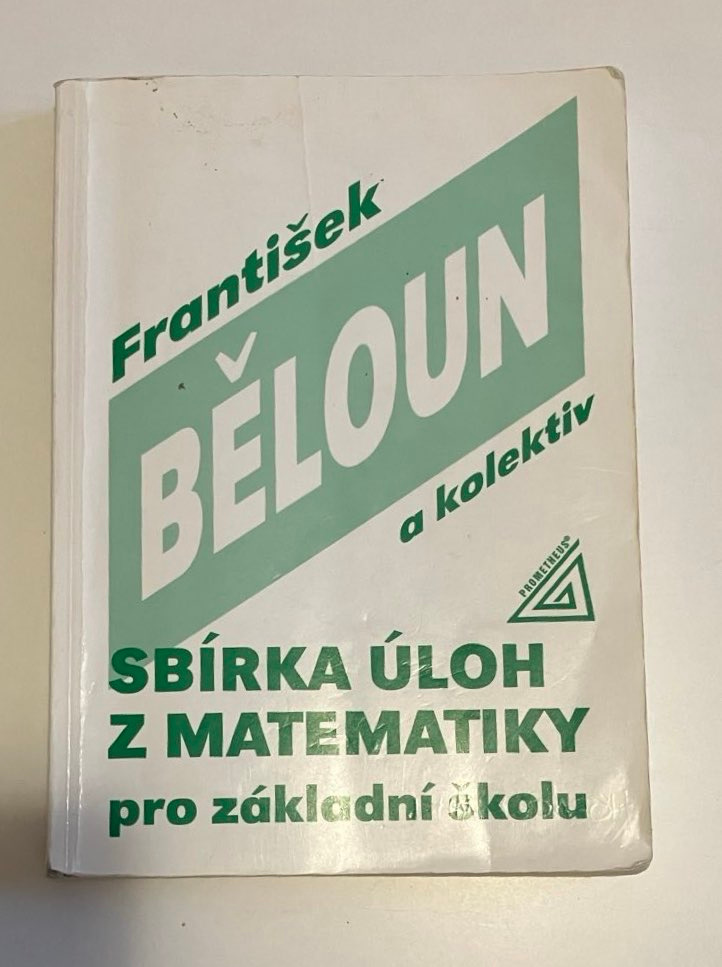 František
BĚLOUN
a kolektiv
PROMETHEUS®
SBÍRKA ÚLOH
Z MATEMATIKY
pro základní školu